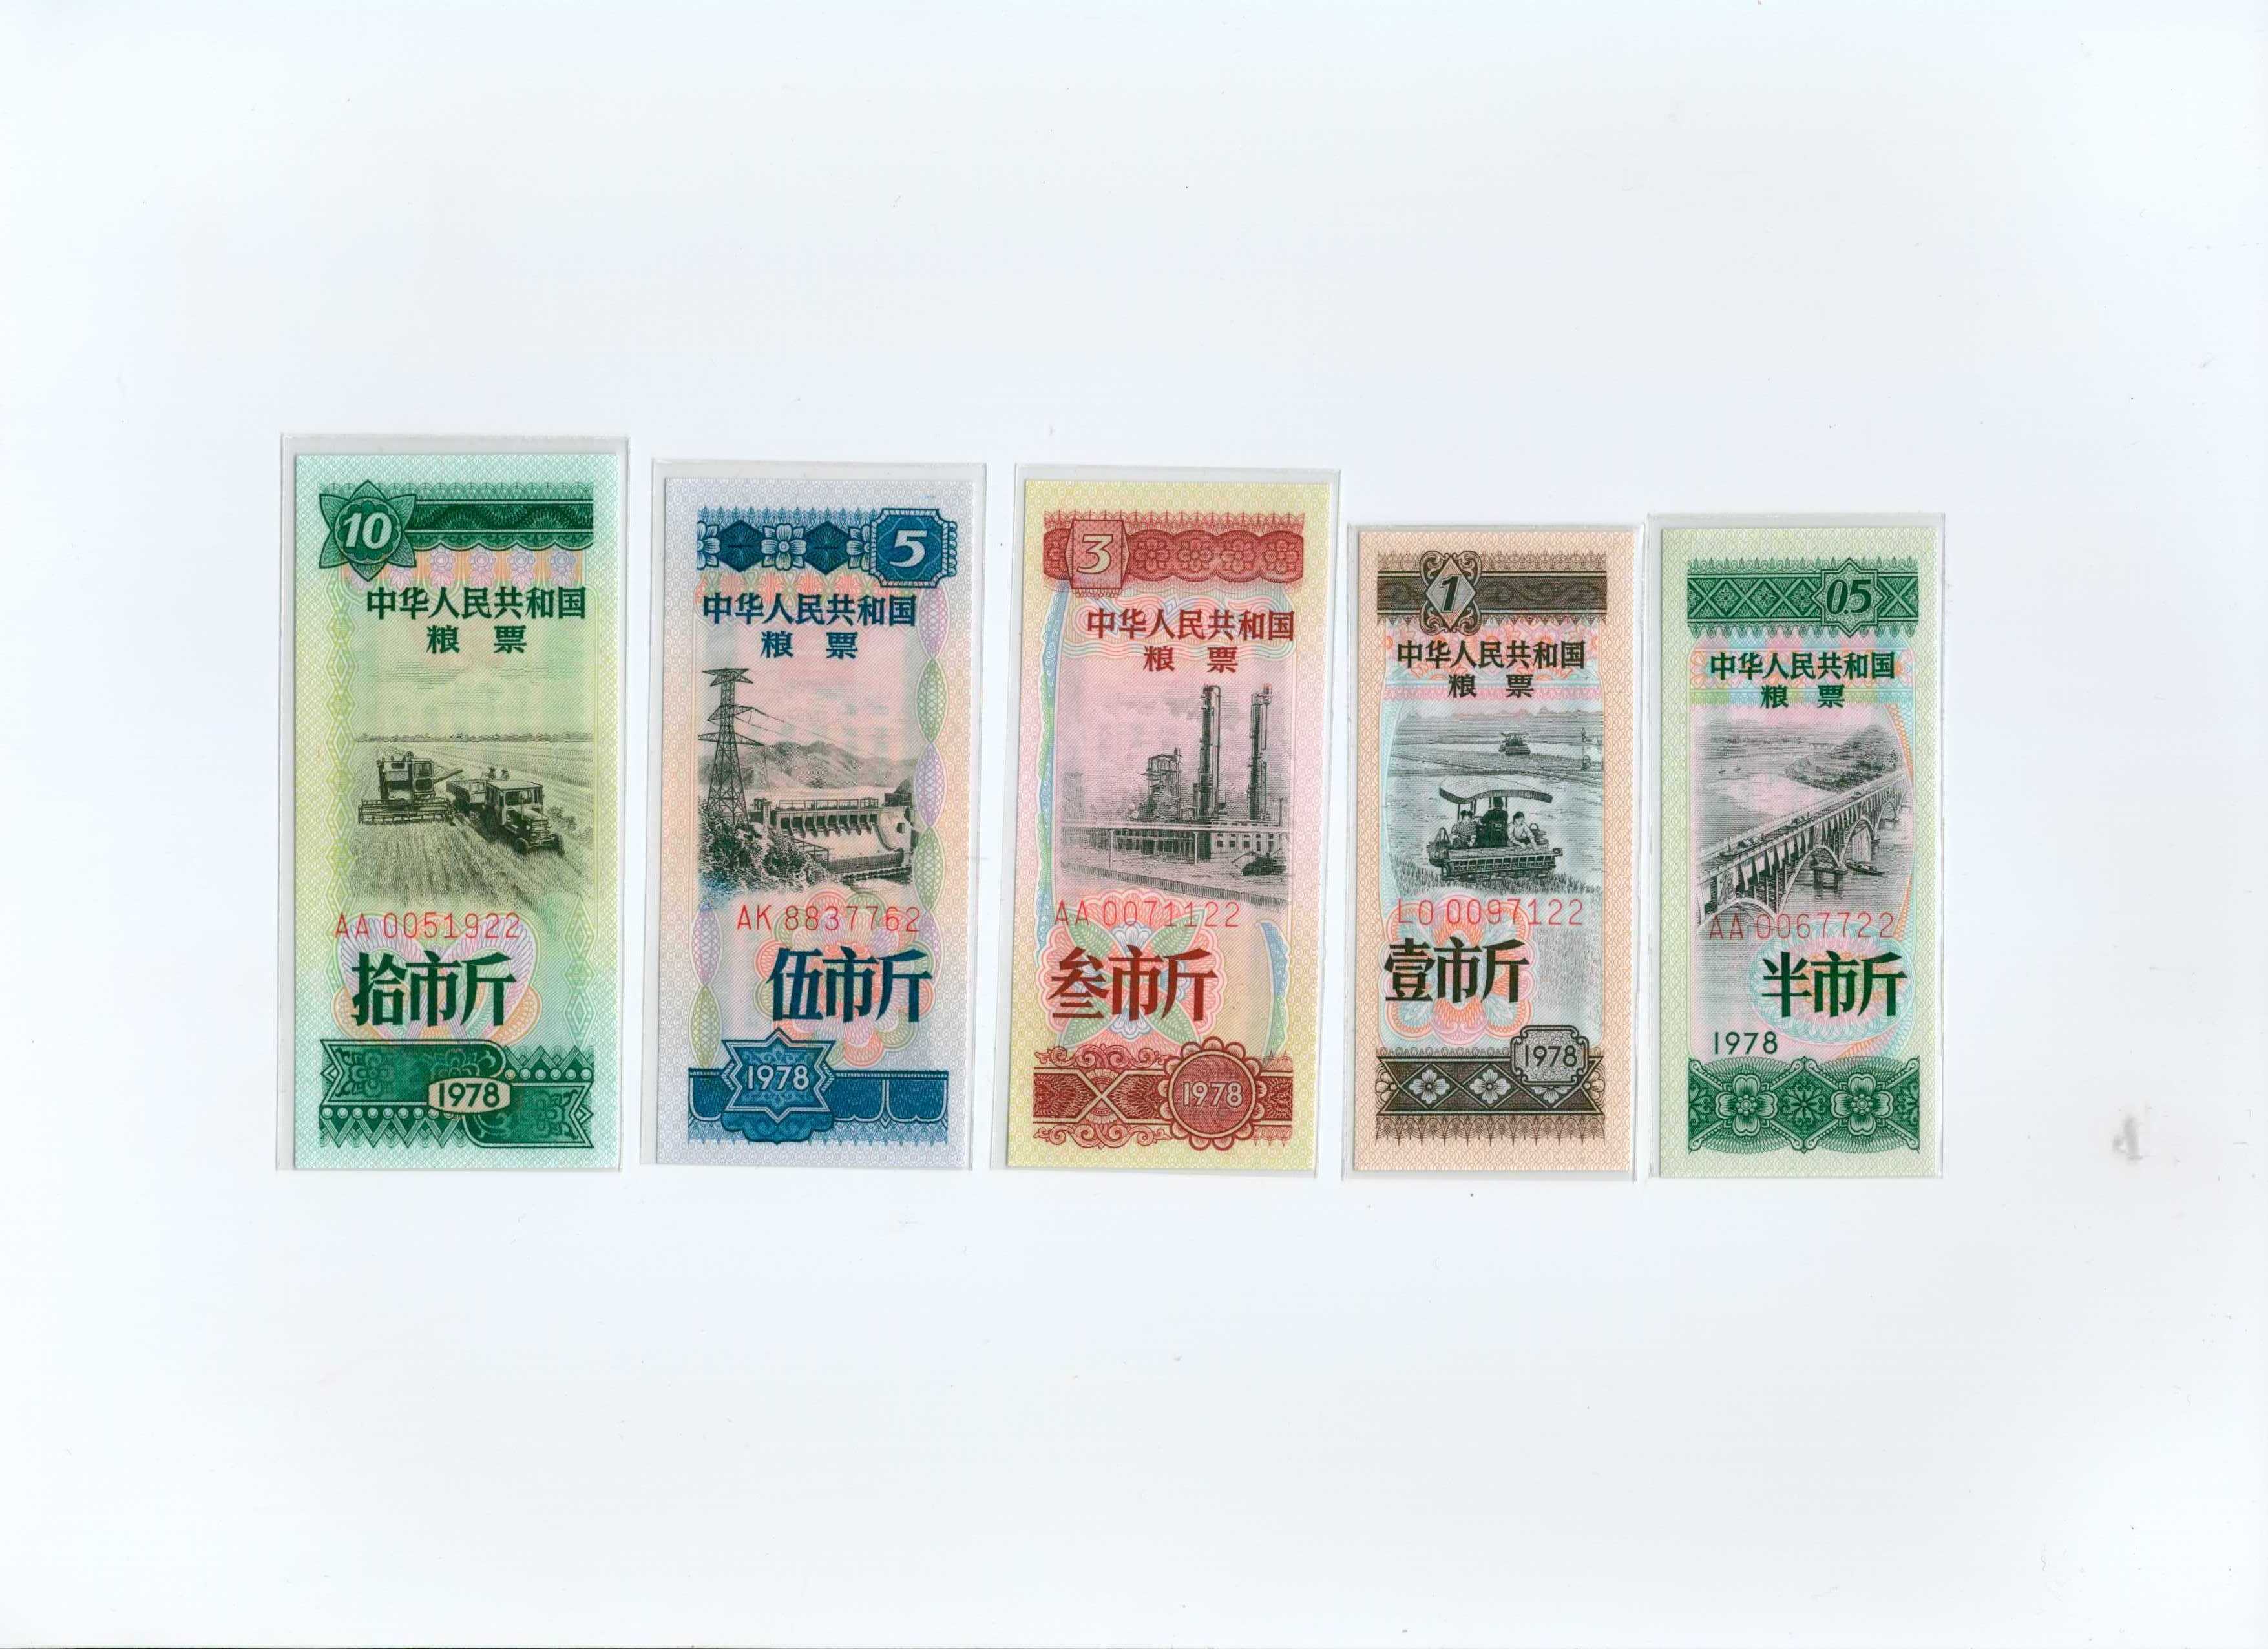 10
中华人民共和国
粮 票
AA 0051922
拾市斤
1978
5
中华人民共和国
粮 票
AK 8837762
伍市斤
1978
3
中华人民共和国
粮 票
AA 0071122
叁市斤
1978
1
中华人民共和国
粮 票
LO 0097122
壹市斤
1978
05
中华人民共和国
粮 票
AA 0067722
半市斤
1978